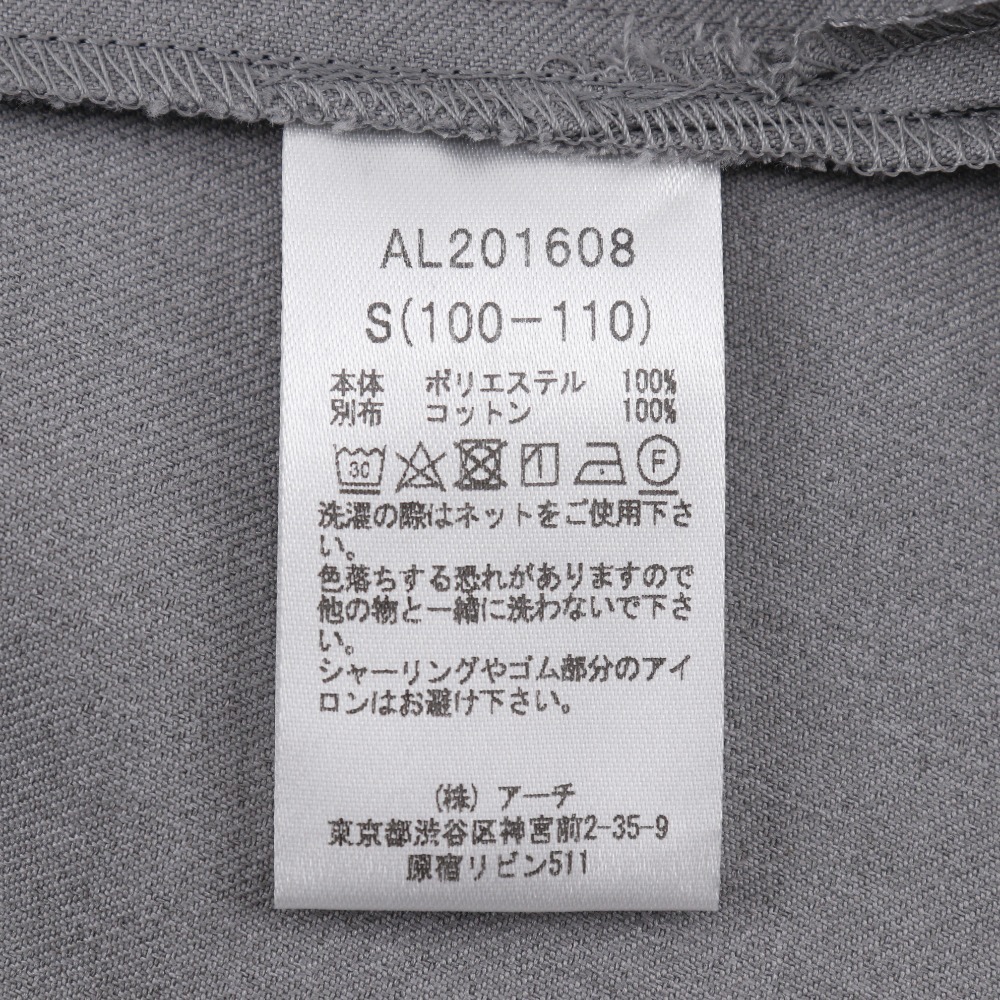 AL201608
S(100-110)
本体 ポリエステル 100%
別布 コットン 100%
30 F
洗濯の際はネットをご使用下さ
い。
色落ちする恐れがありますので
他の物と一緒に洗わないで下さ
い。
シャーリングやゴム部分のアイ
ロンはお避け下さい。
(株) アーチ
東京都渋谷区神宮前2-35-9
原宿リビン511